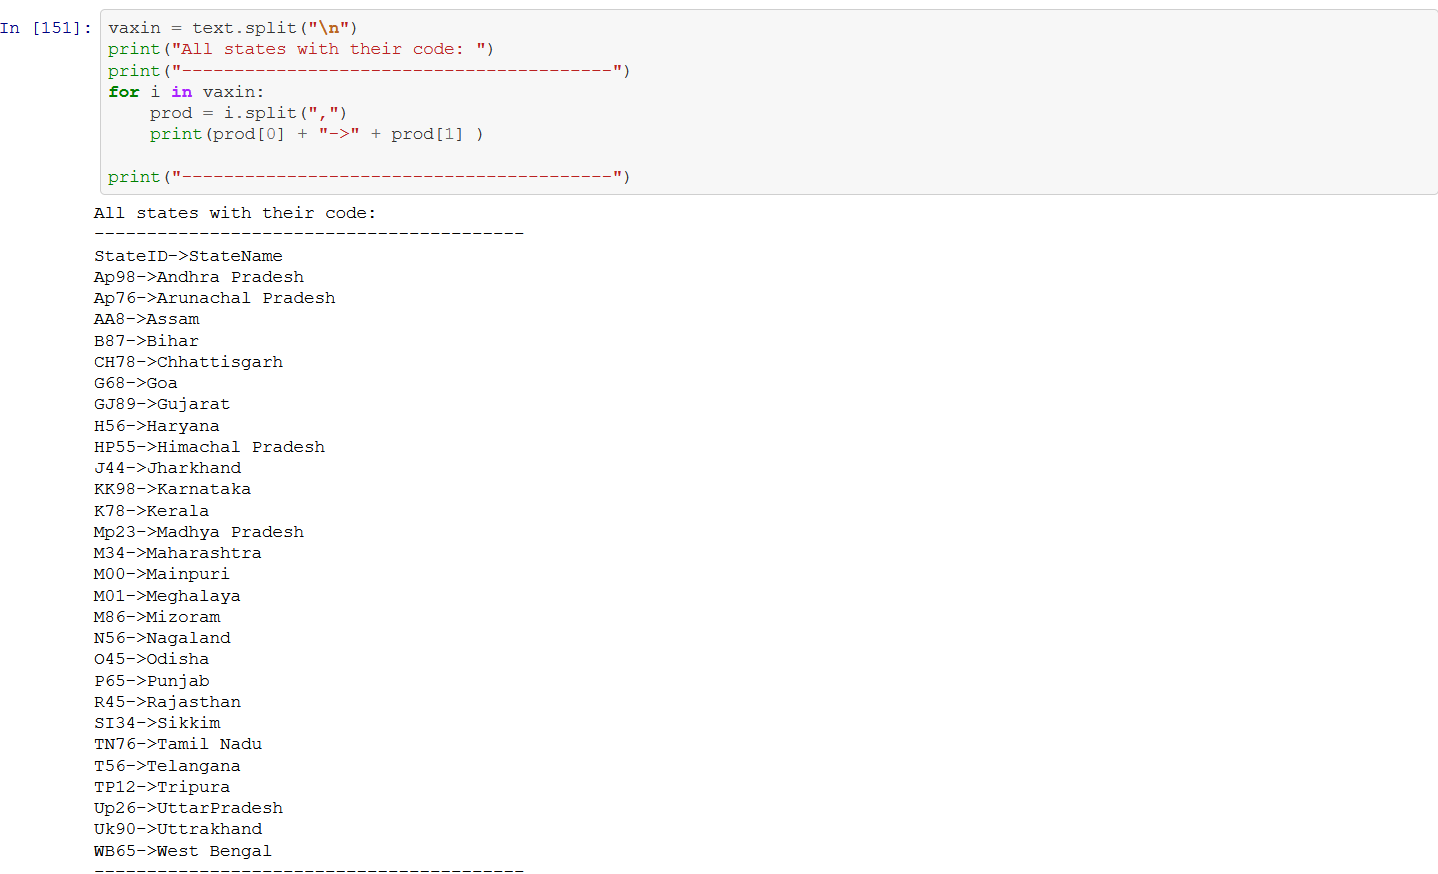 In [151]: vaxin = text.split("\n")
print("All states with their code: ")
print("-----------------------------------------")
for i in vaxin:
    prod = i.split(",")
    print(prod[0] + "->" + prod[1] )
print("-----------------------------------------")
All states with their code:
-----------------------------------------
StateID->StateName
Ap98->Andhra Pradesh
Ap76->Arunachal Pradesh
AA8->Assam
B87->Bihar
CH78->Chhattisgarh
G68->Goa
GJ89->Gujarat
H56->Haryana
HP55->Himachal Pradesh
J44->Jharkhand
KK98->Karnataka
K78->Kerala
Mp23->Madhya Pradesh
M34->Maharashtra
M00->Mainpuri
M01->Meghalaya
M86->Mizoram
N56->Nagaland
O45->Odisha
P65->Punjab
R45->Rajasthan
SI34->Sikkim
TN76->Tamil Nadu
T56->Telangana
TP12->Tripura
Up26->UttarPradesh
Uk90->Uttrakhand
WB65->West Bengal
-----------------------------------------